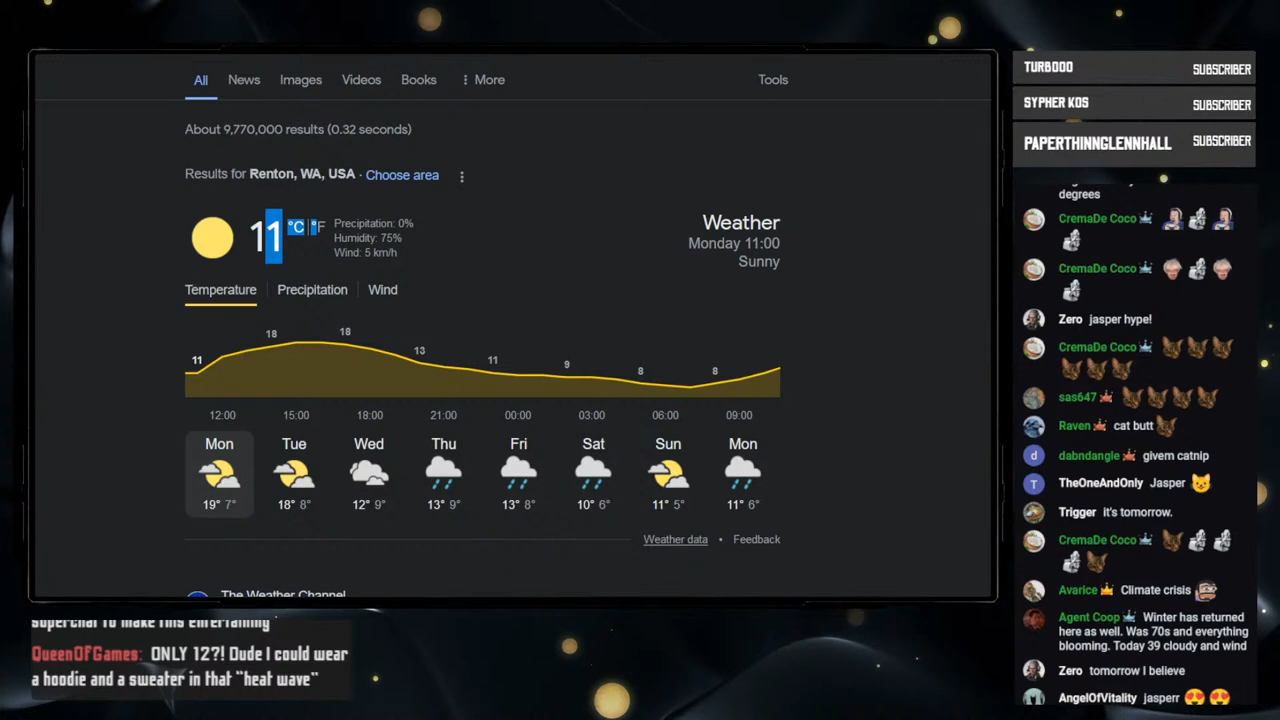 All News Images Videos Books More Tools
About 9,770,000 results (0.32 seconds)
Results for Renton, WA, USA · Choose area
11 °C | °F
Precipitation: 0%
Humidity: 75%
Wind: 5 km/h
Weather
Monday 11:00
Sunny
Temperature | Precipitation | Wind
11 18 18 13 11 9 8 8
12:00 15:00 18:00 21:00 00:00 03:00 06:00 09:00
Mon Tue Wed Thu Fri Sat Sun Mon
19° 7° 18° 8° 12° 9° 13° 9° 13° 8° 10° 6° 11° 5° 11° 6°
Weather data • Feedback
The Weather Channel
superchat to make this entertaining
QueenOfGames: ONLY 12?! Dude I could wear
a hoodie and a sweater in that "heat wave"
TURBOOO SUBSCRIBER
SYPHER KOS SUBSCRIBER
PAPERTHINNGLENNHALL SUBSCRIBER
degrees
CremaDe Coco
CremaDe Coco
Zero jasper hype!
CremaDe Coco
sas647
Raven cat butt
d dabndangle givem catnip
T TheOneAndOnly Jasper
Trigger it's tomorrow.
CremaDe Coco
Avarice Climate crisis
Agent Coop Winter has returned
here as well. Was 70s and everything
blooming. Today 39 cloudy and wind
Zero tomorrow I believe
AngelOfVitality jasperr